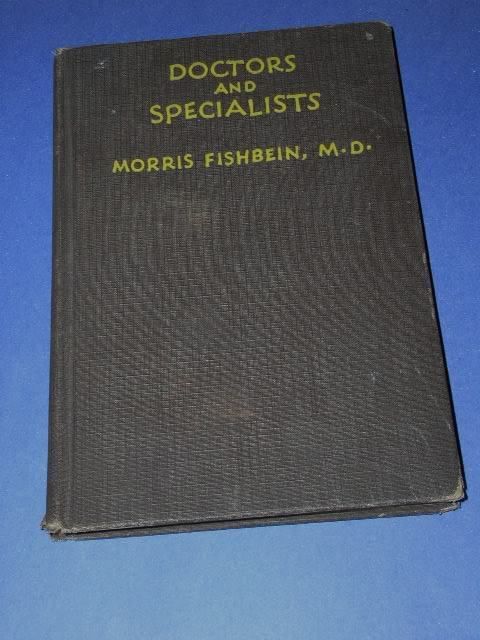 DOCTORS
AND
SPECIALISTS
MORRIS FISHBEIN, M.D.